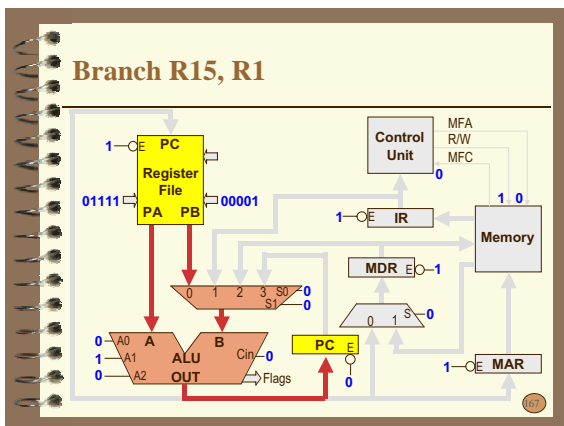 Branch R15, R1
MFA
R/W
MFC
Control
Unit
0
1 0
1 E PC
Register
File
01111 00001
PA PB
1 E IR
Memory
MDR E 1
0 1 2 3 S0 0
S1 0
0 1 S 0
0 A0 A B
1 A1 ALU Cin 0
0 A2 OUT Flags
PC E
0
1 E MAR
167